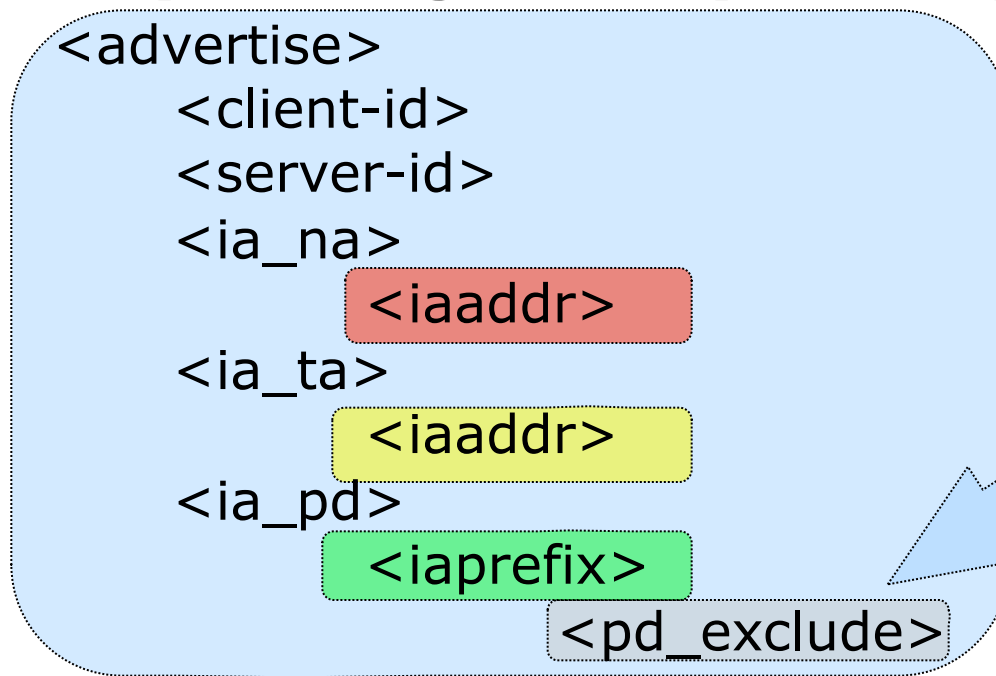 <advertise>
<client-id>
<server-id>
<ia_na>
<iaaddr>
<ia_ta>
<iaaddr>
<ia_pd>
<iaprefix>
<pd_exclude>